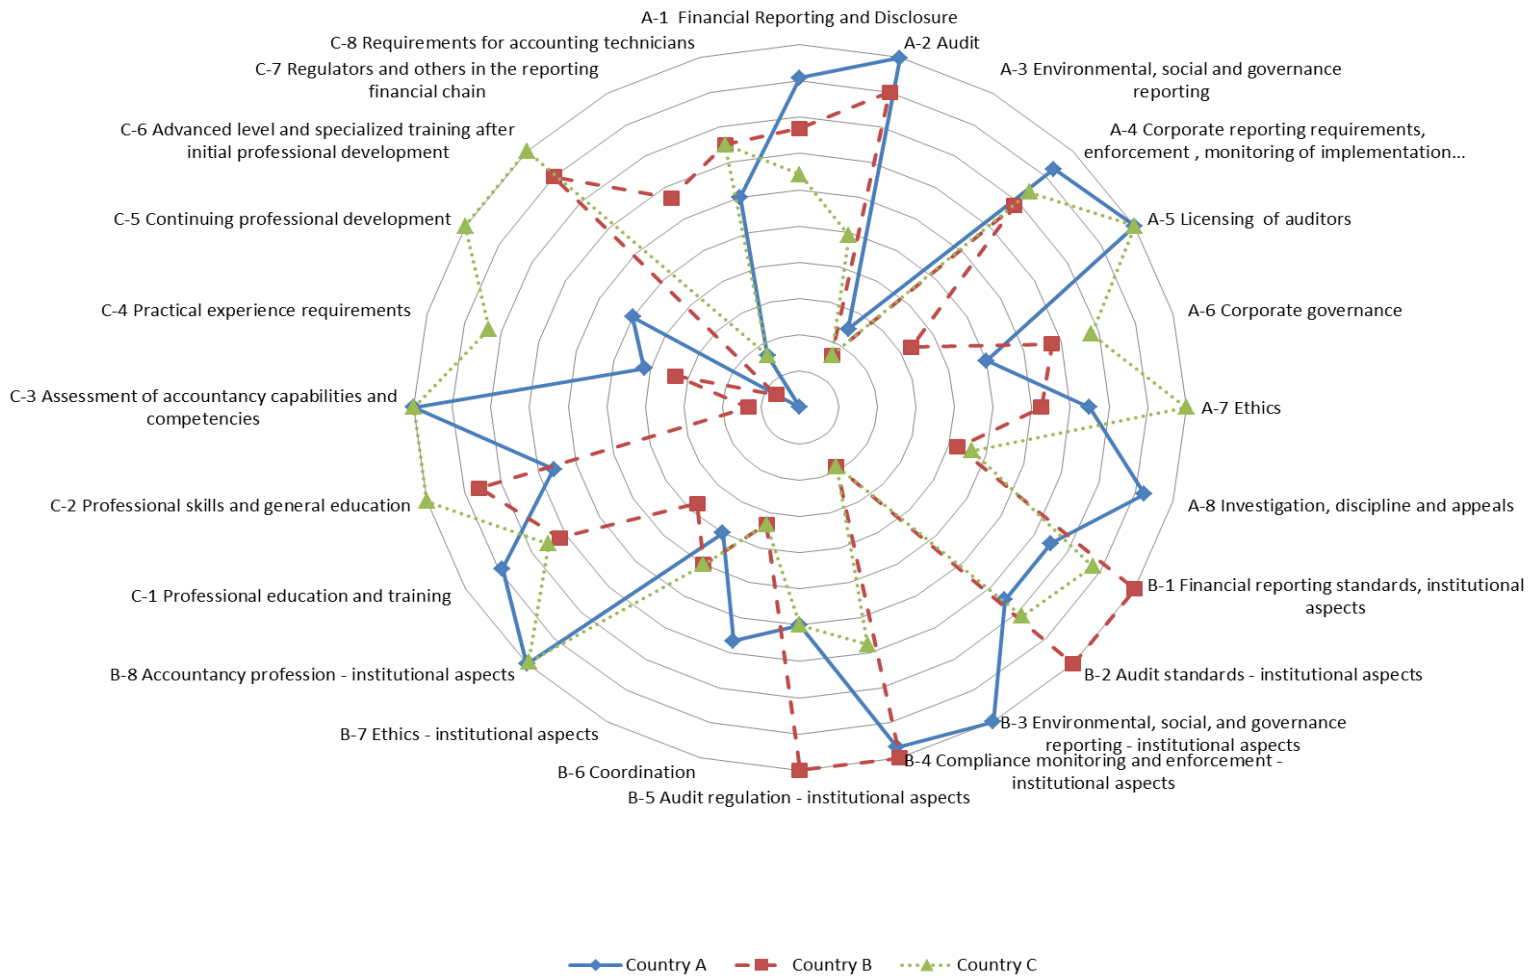 A-1  Financial Reporting and Disclosure
C-8 Requirements for accounting technicians
A-2 Audit
C-7 Regulators and others in the reporting
financial chain
A-3 Environmental, social and governance
reporting
C-6 Advanced level and specialized training after
initial professional development
A-4 Corporate reporting requirements,
enforcement , monitoring of implementation...
C-5 Continuing professional development
A-5 Licensing  of auditors
C-4 Practical experience requirements
A-6 Corporate governance
C-3 Assessment of accountancy capabilities and
competencies
A-7 Ethics
C-2 Professional skills and general education
A-8 Investigation, discipline and appeals
C-1 Professional education and training
B-1 Financial reporting standards, institutional
aspects
B-8 Accountancy profession - institutional aspects
B-2 Audit standards - institutional aspects
B-7 Ethics - institutional aspects
B-3 Environmental, social, and governance
reporting - institutional aspects
B-6 Coordination
B-4 Compliance monitoring and enforcement -
institutional aspects
B-5 Audit regulation - institutional aspects
Country A
Country B
Country C